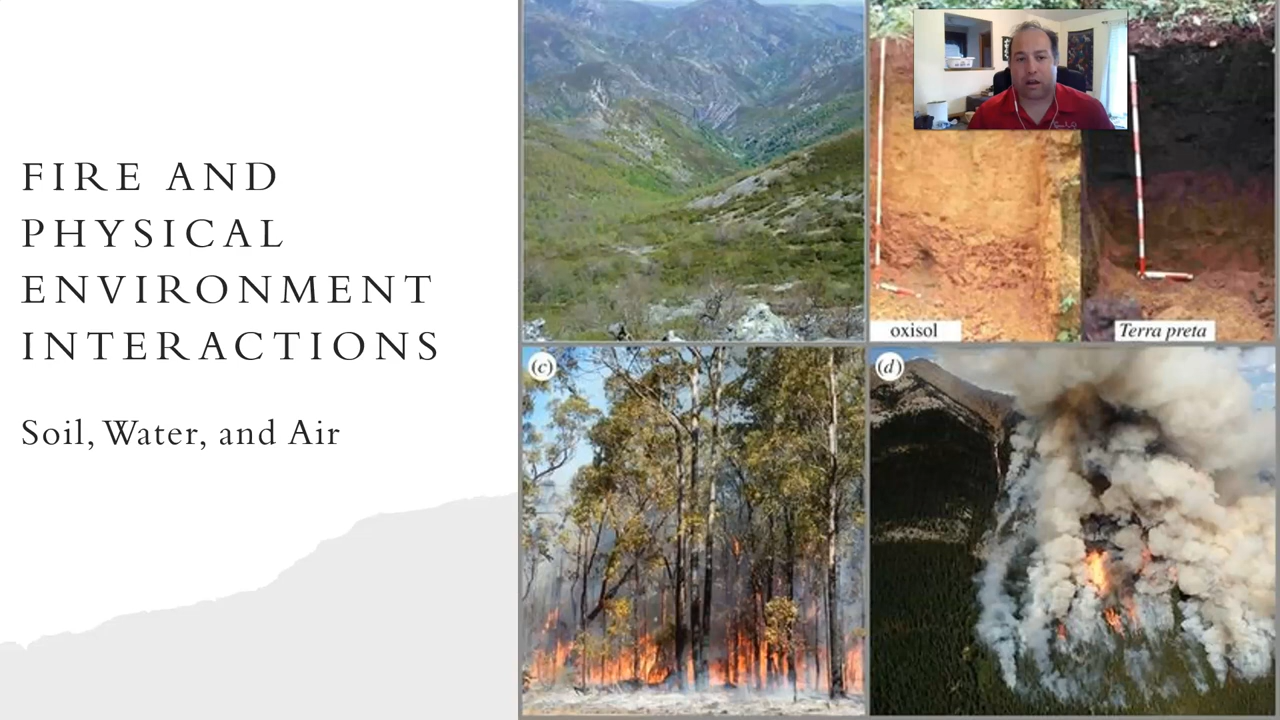 FIRE AND
PHYSICAL
ENVIRONMENT
INTERACTIONS
Soil, Water, and Air
oxisol
Terra preta
(c)
(d)